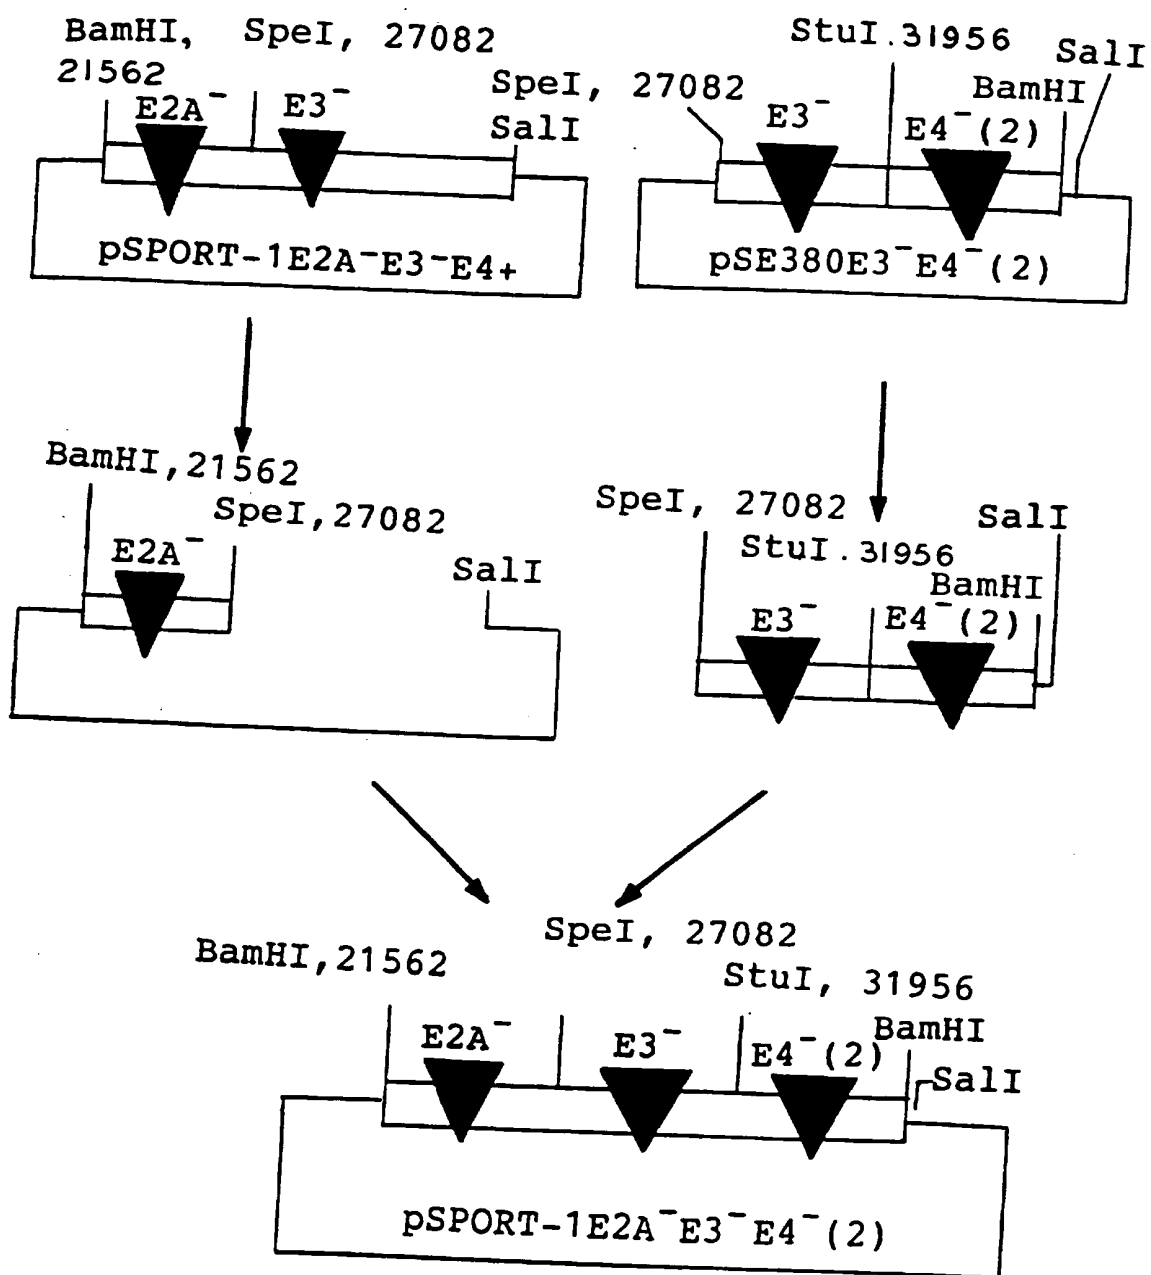 BamHI, SpeI, 27082
21562
E2A⁻ E3⁻
SpeI, 27082
SalI
pSPORT-1E2A⁻E3⁻E4+
StuI.31956
SalI
BamHI
E3⁻
E4⁻(2)
pSE380E3⁻E4⁻(2)
BamHI,21562
SpeI,27082
E2A⁻
SalI
SpeI, 27082
SalI
StuI.31956
BamHI
E3⁻
E4⁻(2)
SpeI, 27082
BamHI,21562
StuI, 31956
BamHI
E2A⁻
E3⁻
E4⁻(2)
SalI
pSPORT-1E2A⁻E3⁻E4⁻(2)